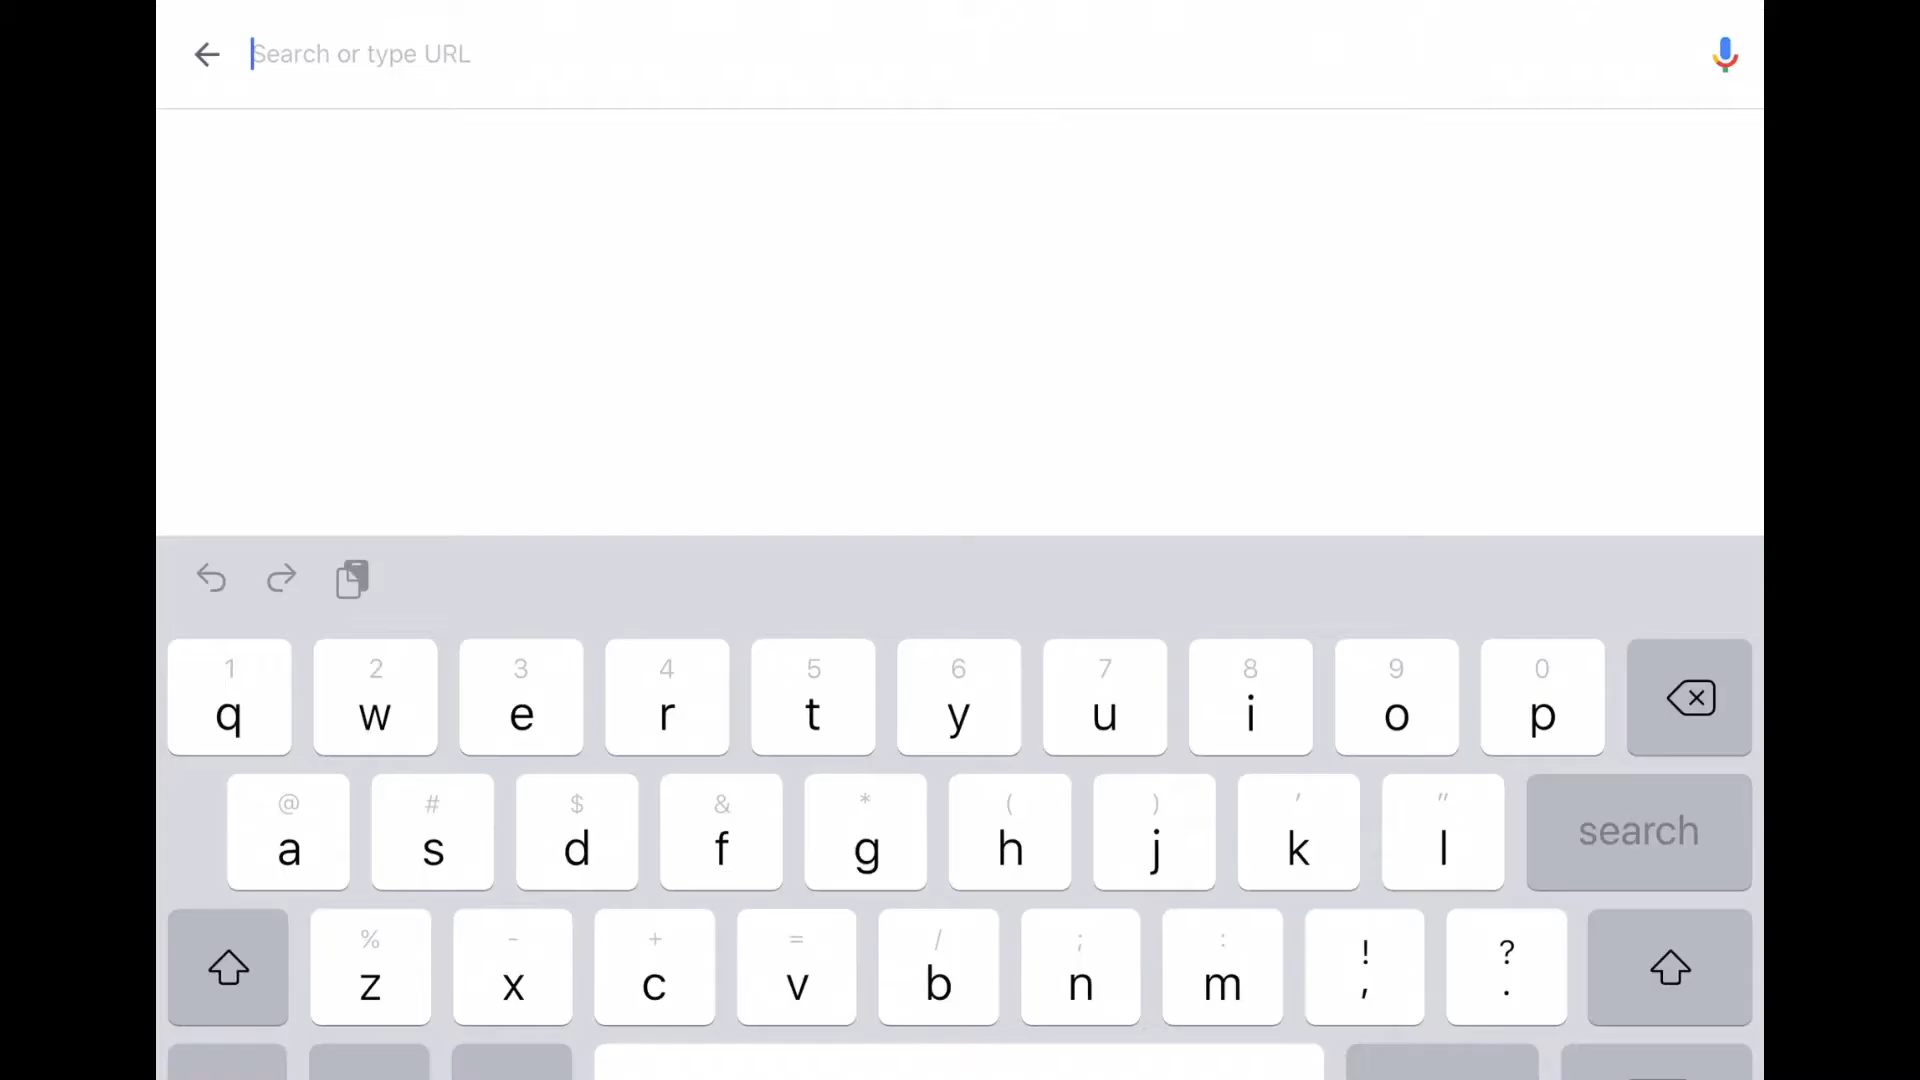 Search or type URL
1 2 3 4 5 6 7 8 9 0
q w e r t y u i o p
@ # $ & * ( ) ' "
a s d f g h j k l search
% - + = / ; : ! ?
z x c v b n m , .